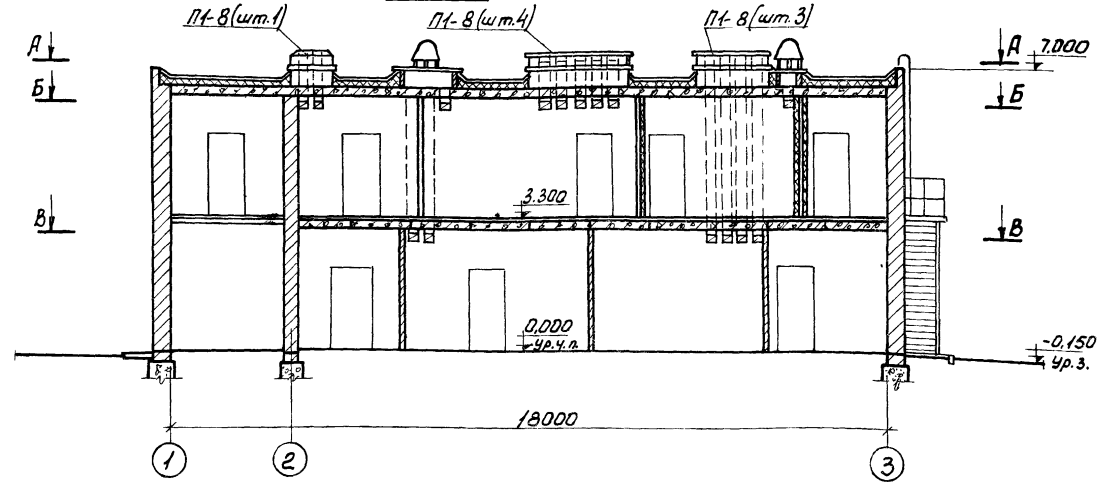 П1-8(шт.1)
П1-8(шт.4)
П1-8(шт.3)
А
А
7.000
Б
Б
3.300
В
В
0,000
ур.ч.п.
-0,150
ур.з.
18000
1
2
3